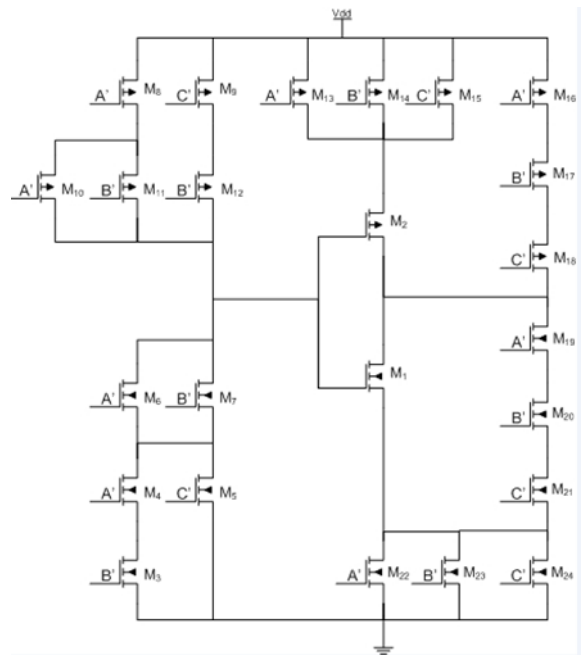 Vdd
A' M8 C' M9 A' M13 B' M14 C' M15 A' M16
A' M10 B' M11 B' M12 B' M17
M2
C' M18
A' M19
A' M6 B' M7 M1
B' M20
A' M4 C' M5 C' M21
B' M3 A' M22 B' M23 C' M24